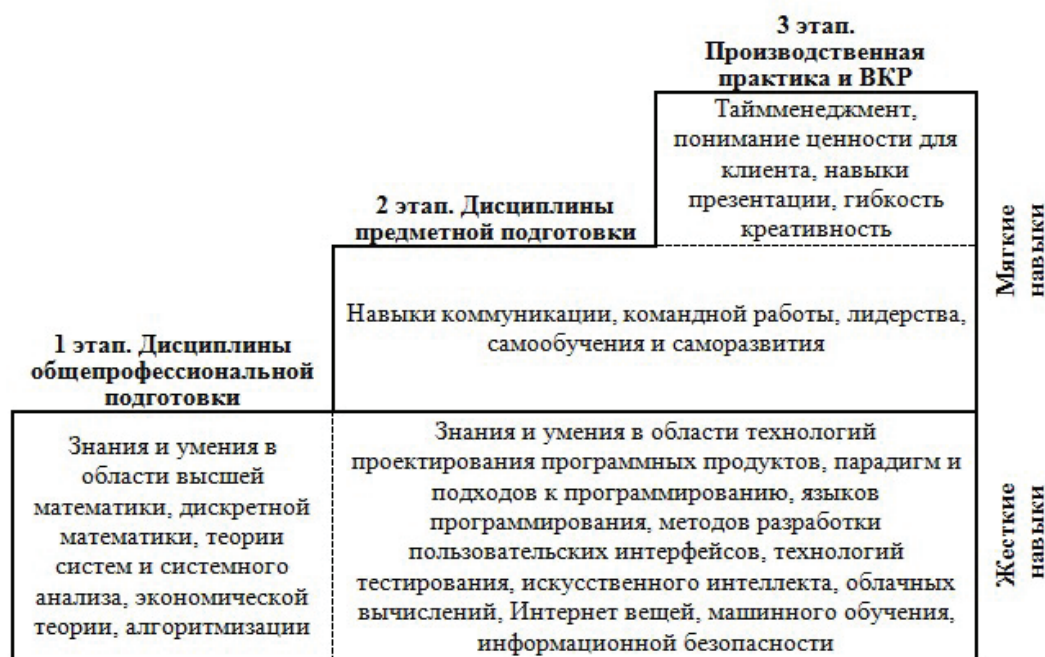 3 этап.
Производственная
практика и ВКР
Таймменеджмент,
понимание ценности для
клиента, навыки
презентации, гибкость
креативность
2 этап. Дисциплины
предметной подготовки
Навыки коммуникации, командной работы, лидерства,
самообучения и саморазвития
1 этап. Дисциплины
общепрофессиональной
подготовки
Знания и умения в
области высшей
математики, дискретной
математики, теории
систем и системного
анализа, экономической
теории, алгоритмизации
Знания и умения в области технологий
проектирования программных продуктов, парадигм и
подходов к программированию, языков
программирования, методов разработки
пользовательских интерфейсов, технологий
тестирования, искусственного интеллекта, облачных
вычислений, Интернет вещей, машинного обучения,
информационной безопасности
Мягкие
навыки
Жесткие
навыки